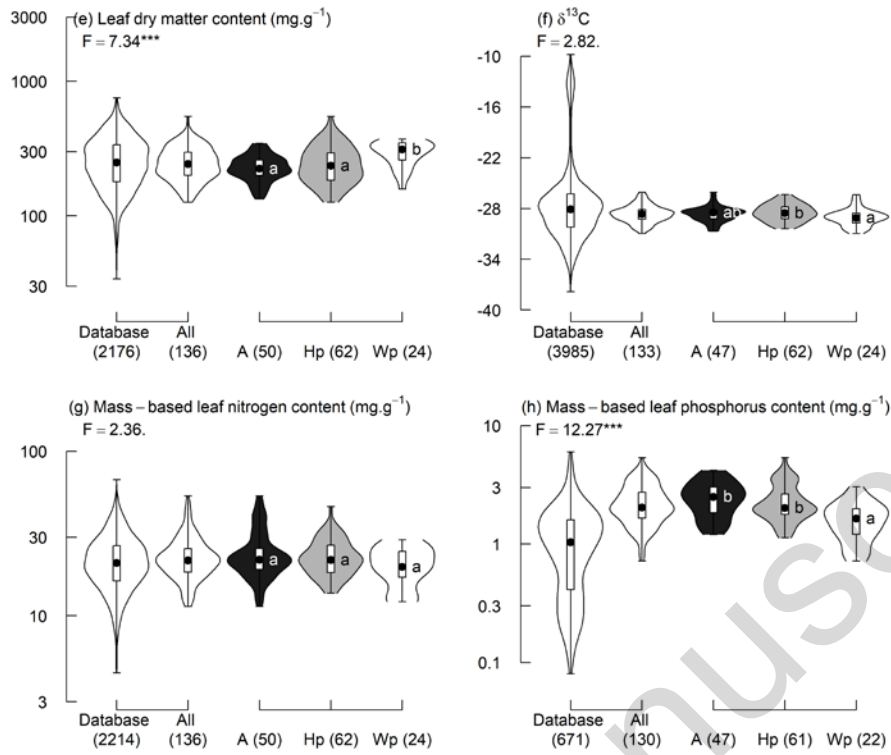 (e) Leaf dry matter content (mg.g⁻¹)
F = 7.34***
3000
1000
300
100
30
a
a
b
Database
(2176)
All
(136)
A (50)
Hp (62)
Wp (24)
(f) δ¹³C
F = 2.82.
-10
-16
-22
-28
-34
-40
ab
b
a
Database
(3985)
All
(133)
A (47)
Hp (62)
Wp (24)
(g) Mass – based leaf nitrogen content (mg.g⁻¹)
F = 2.36.
100
30
10
3
a
a
a
Database
(2214)
All
(136)
A (50)
Hp (62)
Wp (24)
(h) Mass – based leaf phosphorus content (mg.g⁻¹)
F = 12.27***
10
3
1
0.3
0.1
b
b
a
Database
(671)
All
(130)
A (47)
Hp (61)
Wp (22)